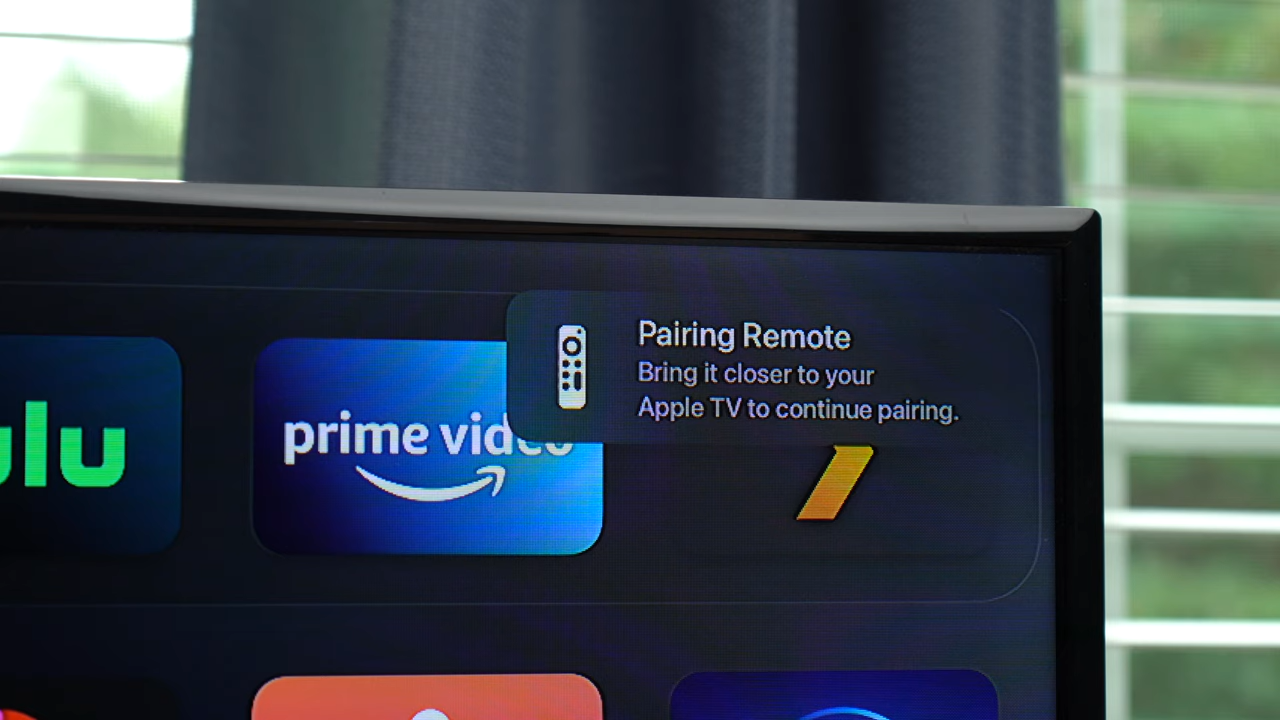 Pairing Remote
Bring it closer to your
Apple TV to continue pairing.
ulu
prime video